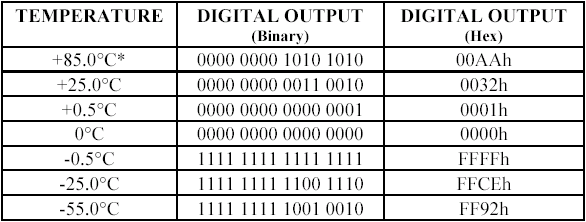 TEMPERATURE DIGITAL OUTPUT (Binary) DIGITAL OUTPUT (Hex)
+85.0°C* 0000 0000 1010 1010 00AAh
+25.0°C 0000 0000 0011 0010 0032h
+0.5°C 0000 0000 0000 0001 0001h
0°C 0000 0000 0000 0000 0000h
-0.5°C 1111 1111 1111 1111 FFFFh
-25.0°C 1111 1111 1100 1110 FFCEh
-55.0°C 1111 1111 1001 0010 FF92h